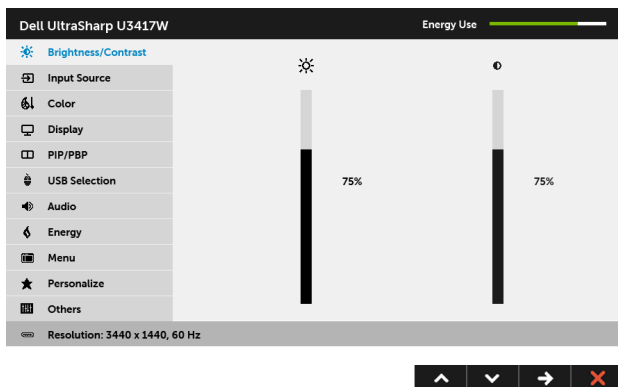 Dell UltraSharp U3417W
Energy Use
Brightness/Contrast
Input Source
Color
Display
PIP/PBP
USB Selection
75%
75%
Audio
Energy
Menu
Personalize
Others
Resolution: 3440 x 1440, 60 Hz